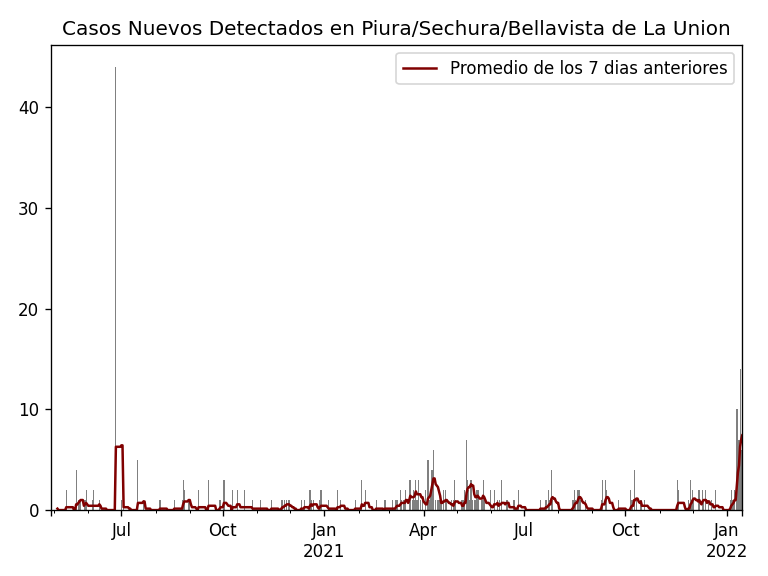 Casos Nuevos Detectados en Piura/Sechura/Bellavista de La Union
Promedio de los 7 dias anteriores
40
30
20
10
0
Jul Oct Jan Apr Jul Oct Jan
2021 2022